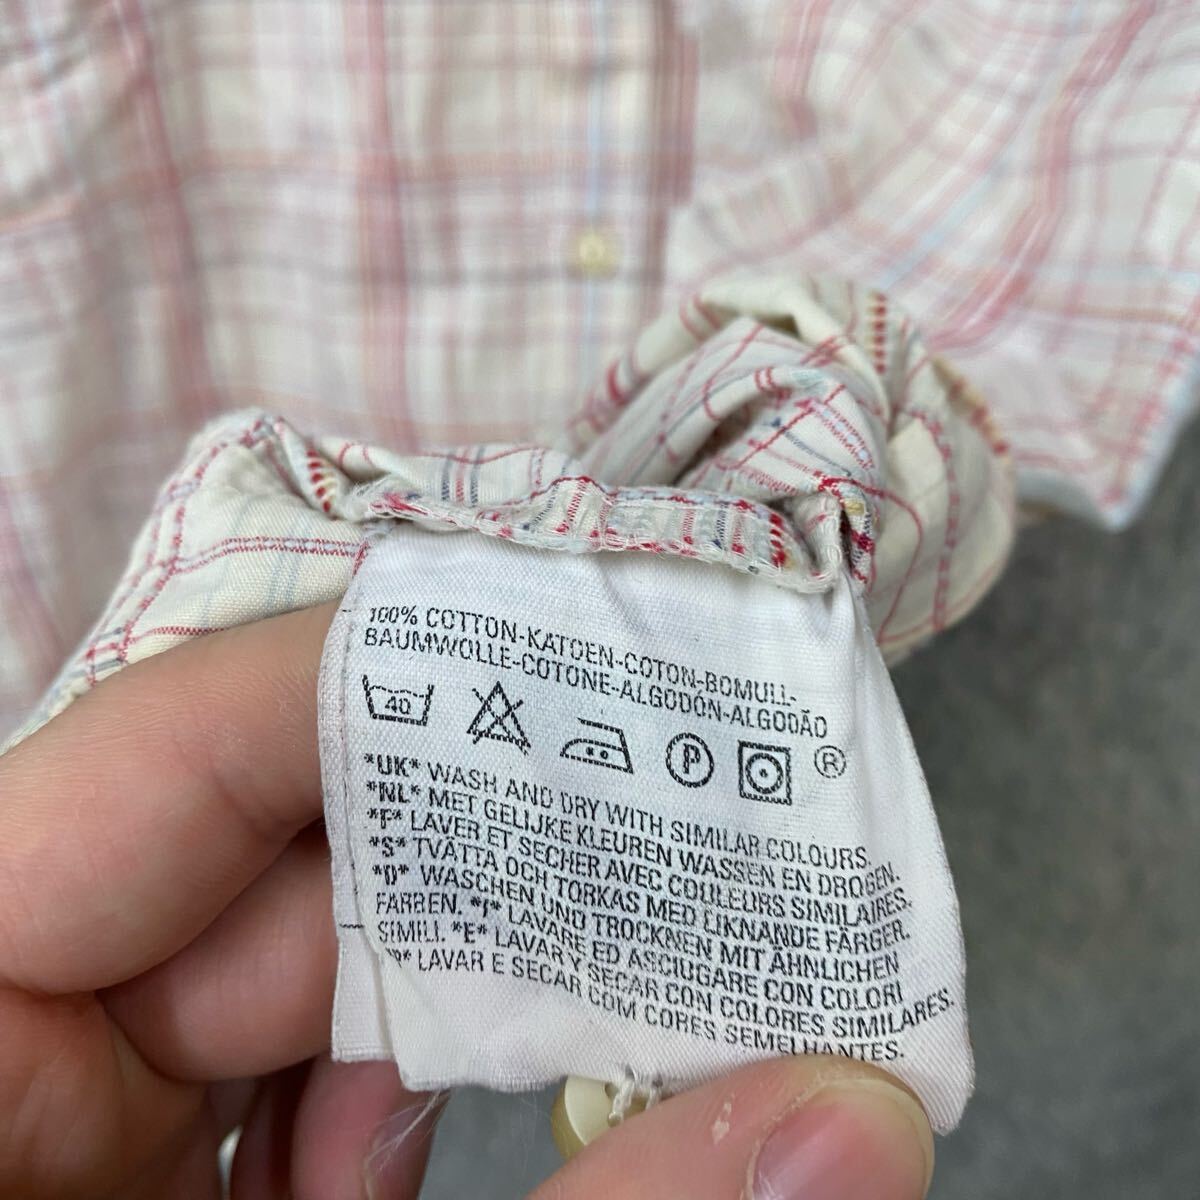 100% COTTON-KATOEN-COTON-BOMULL-
BAUMWOLLE-COTONE-ALGODÓN-ALGODÃO
40 P ®
*UK* WASH AND DRY WITH SIMILAR COLOURS.
*NL* MET GELIJKE KLEUREN WASSEN EN DROGEN.
*F* LAVER ET SECHER AVEC COULEURS SIMILAIRES.
*S* TVÄTTA OCH TORKAS MED LIKNANDE FÄRGER.
*D* WASCHEN UND TROCKNEN MIT ÄHNLICHEN
FARBEN. *I* LAVARE ED ASCIUGARE CON COLORI
SIMILI. *E* LAVAR Y SECAR CON COLORES SIMILARES.
*P* LAVAR E SECAR COM CORES SEMELHANTES.